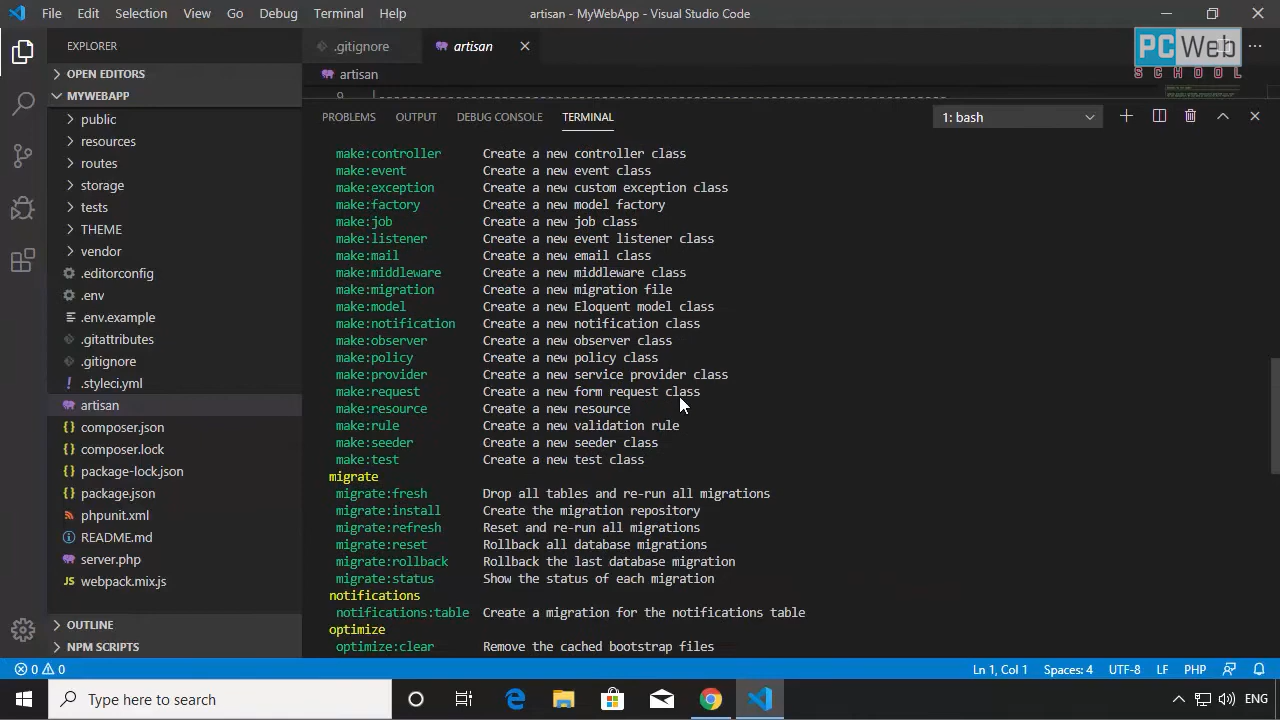 File Edit Selection View Go Debug Terminal Help artisan - MyWebApp - Visual Studio Code
EXPLORER
.gitignore
artisan
PC Web
SCHOOL
OPEN EDITORS
artisan
MYWEBAPP
9 |
PROBLEMS OUTPUT DEBUG CONSOLE TERMINAL 1: bash
public
resources
routes
storage
tests
THEME
vendor
.editorconfig
.env
.env.example
.gitattributes
.gitignore
.styleci.yml
artisan
composer.json
composer.lock
package-lock.json
package.json
phpunit.xml
README.md
server.php
webpack.mix.js
OUTLINE
NPM SCRIPTS
make:controller Create a new controller class
make:event Create a new event class
make:exception Create a new custom exception class
make:factory Create a new model factory
make:job Create a new job class
make:listener Create a new event listener class
make:mail Create a new email class
make:middleware Create a new middleware class
make:migration Create a new migration file
make:model Create a new Eloquent model class
make:notification Create a new notification class
make:observer Create a new observer class
make:policy Create a new policy class
make:provider Create a new service provider class
make:request Create a new form request class
make:resource Create a new resource
make:rule Create a new validation rule
make:seeder Create a new seeder class
make:test Create a new test class
migrate
migrate:fresh Drop all tables and re-run all migrations
migrate:install Create the migration repository
migrate:refresh Reset and re-run all migrations
migrate:reset Rollback all database migrations
migrate:rollback Rollback the last database migration
migrate:status Show the status of each migration
notifications
notifications:table Create a migration for the notifications table
optimize
optimize:clear Remove the cached bootstrap files
0 0 Ln 1, Col 1 Spaces: 4 UTF-8 LF PHP
Type here to search ENG